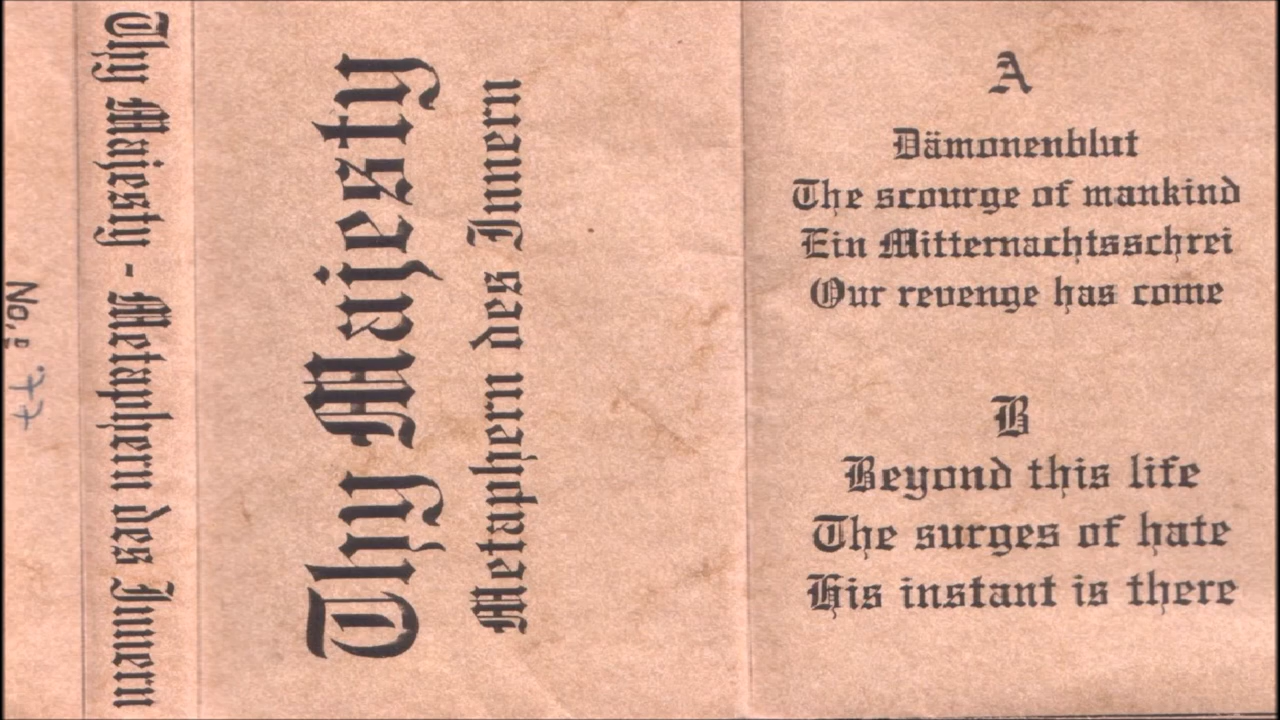 No.:
Thy Majesty - Metaphern des Innern
Thy Majesty
Metaphern des Innern
A
Dämonenblut
The scourge of mankind
Ein Mitternachtsschrei
Our revenge has come
B
Beyond this life
The surges of hate
His instant is there